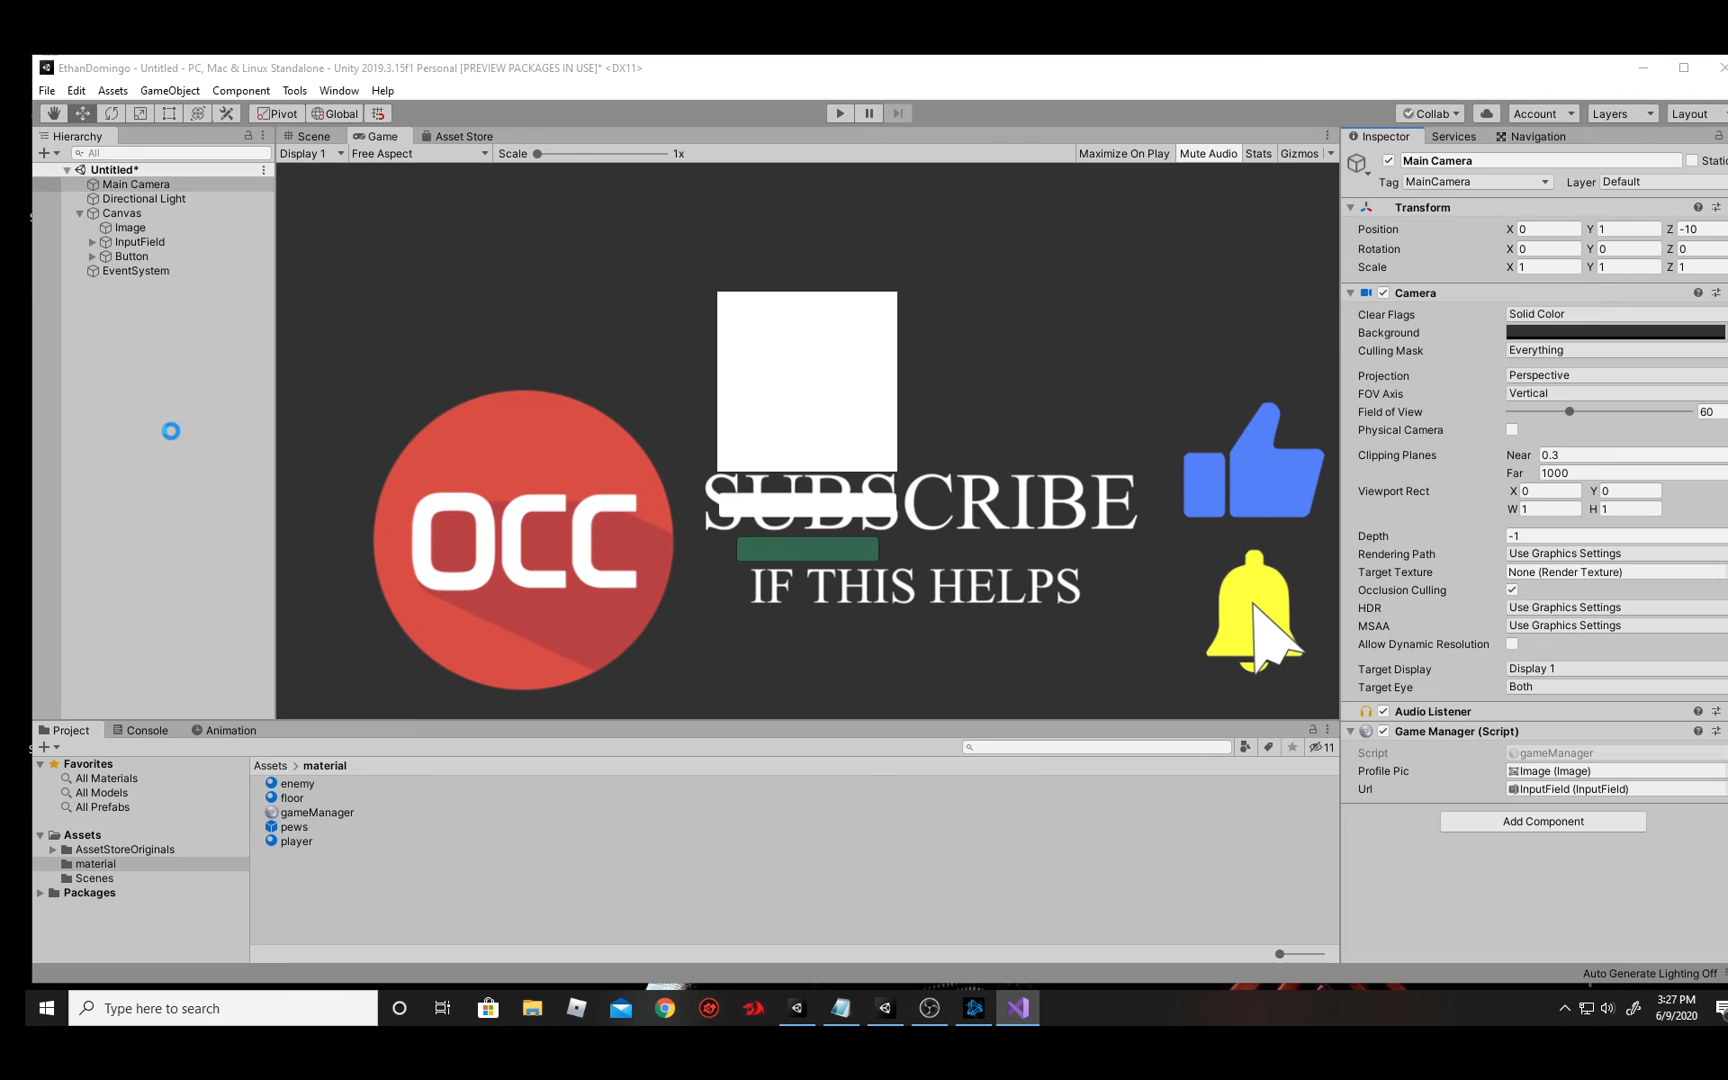 EthanDomingo - Untitled - PC, Mac & Linux Standalone - Unity 2019.3.15f1 Personal [PREVIEW PACKAGES IN USE]* <DX11>
File Edit Assets GameObject Component Tools Window Help
Pivot Global Collab Account Layers Layout
Hierarchy Scene Game Asset Store Inspector Services Navigation
All Display 1 Free Aspect Scale 1x Maximize On Play Mute Audio Stats Gizmos
Untitled*
Main Camera
Directional Light
Canvas
Image
InputField
Button
EventSystem
OCC
SUBSCRIBE
IF THIS HELPS
Main Camera
Tag MainCamera Layer Default
Transform
Position X 0 Y 1 Z -10
Rotation X 0 Y 0 Z 0
Scale X 1 Y 1 Z 1
Camera
Clear Flags Solid Color
Background
Culling Mask Everything
Projection Perspective
FOV Axis Vertical
Field of View 60
Physical Camera
Clipping Planes Near 0.3
Far 1000
Viewport Rect X 0 Y 0
W 1 H 1
Depth -1
Rendering Path Use Graphics Settings
Target Texture None (Render Texture)
Occlusion Culling
HDR Use Graphics Settings
MSAA Use Graphics Settings
Allow Dynamic Resolution
Target Display Display 1
Target Eye Both
Audio Listener
Game Manager (Script)
Script gameManager
Profile Pic Image (Image)
Url InputField (InputField)
Add Component
Project Console Animation
11
Favorites
All Materials
All Models
All Prefabs
Assets
AssetStoreOriginals
material
Scenes
Packages
Assets > material
enemy
floor
gameManager
pews
player
Auto Generate Lighting Off
Type here to search
3:27 PM
6/9/2020